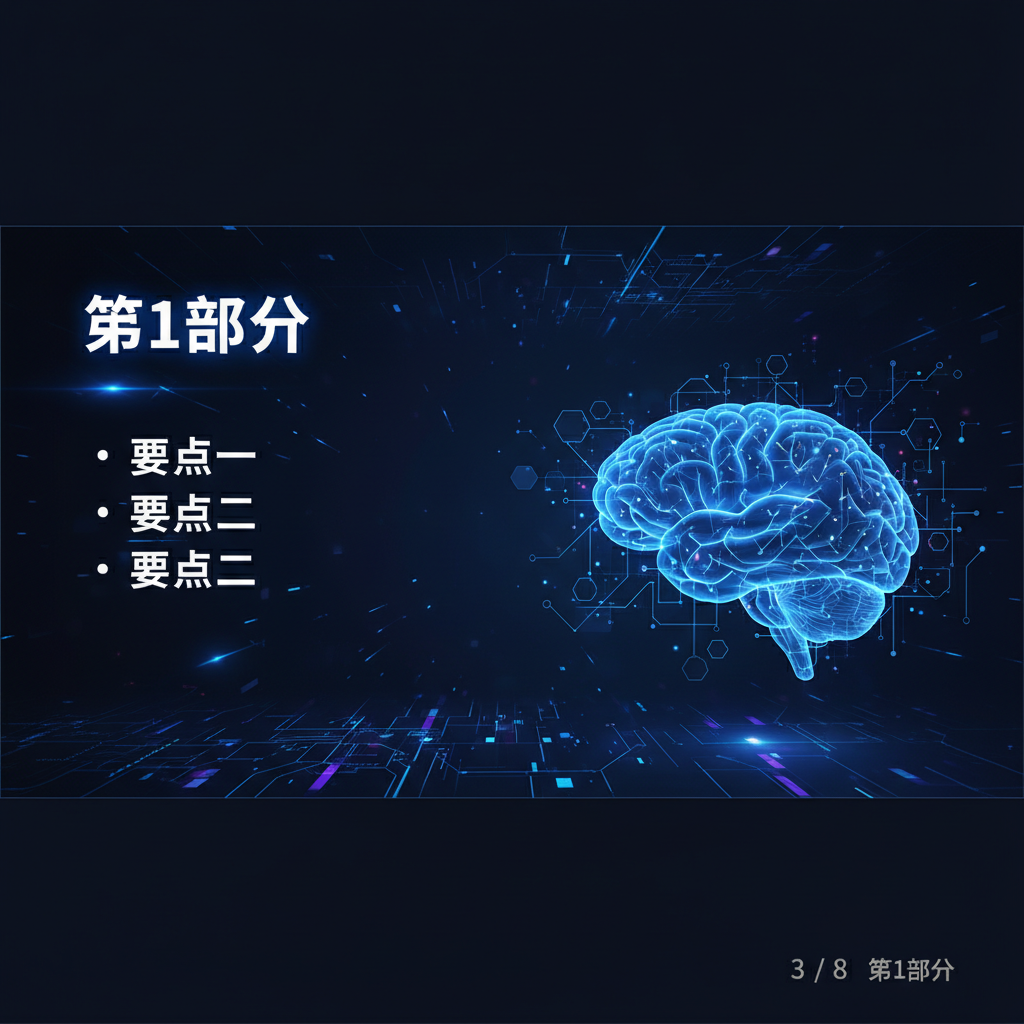 第1部分
• 要点一
• 要点二
• 要点二
3 / 8 第1部分